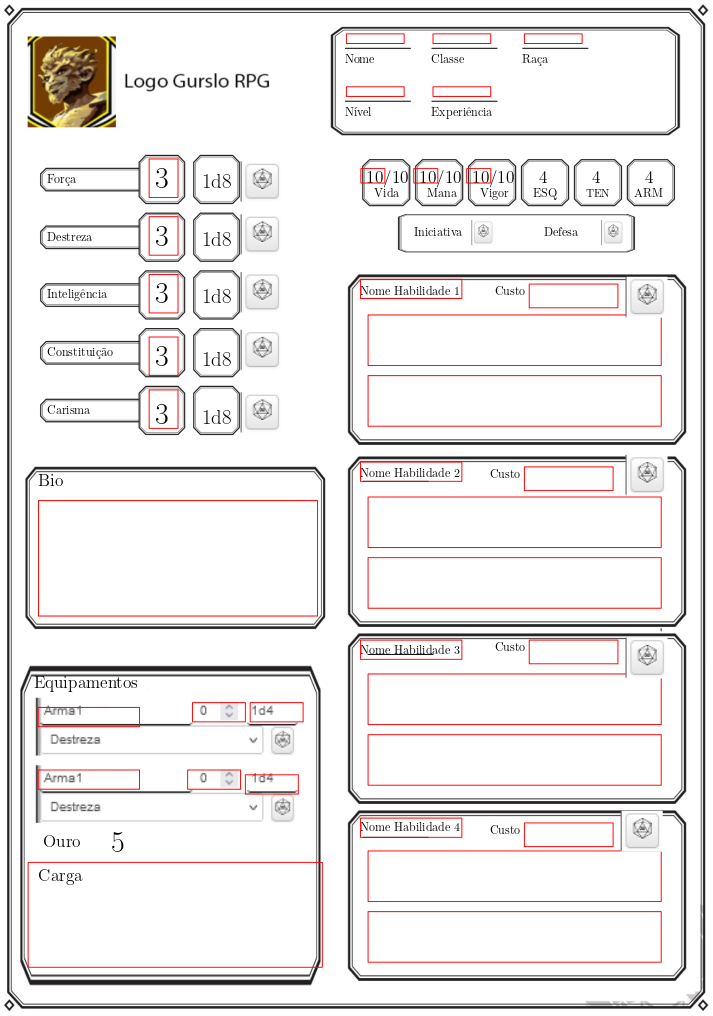 Logo Gurslo RPG
Nome Classe Raça
Nível Experiência
Força 3 1d8
Destreza 3 1d8
Inteligência 3 1d8
Constituição 3 1d8
Carisma 3 1d8
10/10 10/10 10/10 4 4 4
Vida Mana Vigor ESQ TEN ARM
Iniciativa Defesa
Nome Habilidade 1 Custo
Nome Habilidade 2 Custo
Nome Habilidade 3 Custo
Nome Habilidade 4 Custo
Bio
Equipamentos
Arma1 0 1d4
Destreza
Arma1 0 1d4
Destreza
Ouro 5
Carga